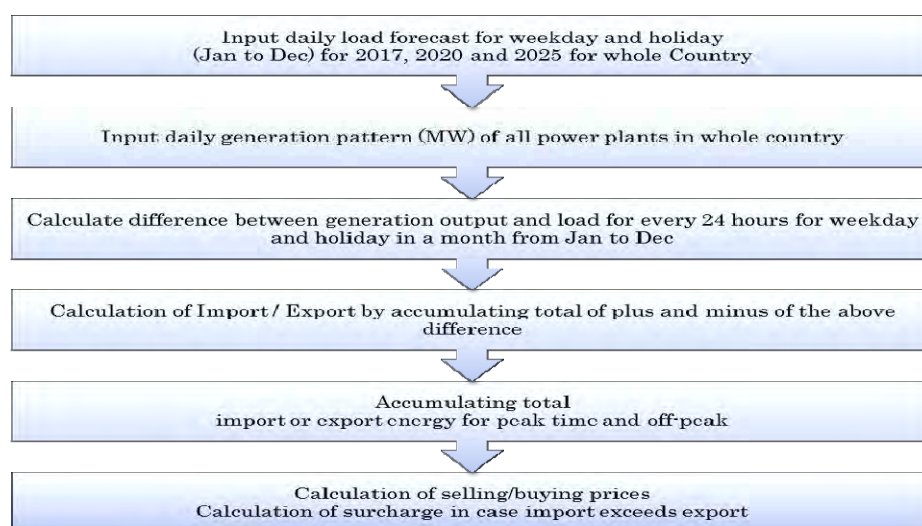 Input daily load forecast for weekday and holiday
(Jan to Dec) for 2017, 2020 and 2025 for whole Country
Input daily generation pattern (MW) of all power plants in whole country
Calculate difference between generation output and load for every 24 hours for weekday
and holiday in a month from Jan to Dec
Calculation of Import / Export by accumulating total of plus and minus of the above
difference
Accumulating total
import or export energy for peak time and off-peak
Calculation of selling/buying prices
Calculation of surcharge in case import exceeds export